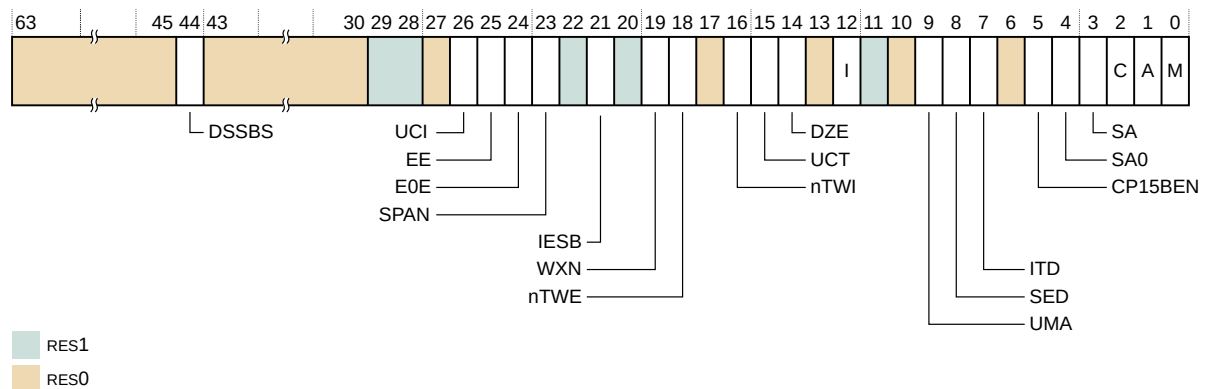 63 45 44 43 30 29 28 27 26 25 24 23 22 21 20 19 18 17 16 15 14 13 12 11 10 9 8 7 6 5 4 3 2 1 0
I C A M
DSSBS UCI DZE SA
EE UCT SA0
E0E nTWI CP15BEN
SPAN
IESB
WXN ITD
nTWE SED
UMA
RES1
RES0